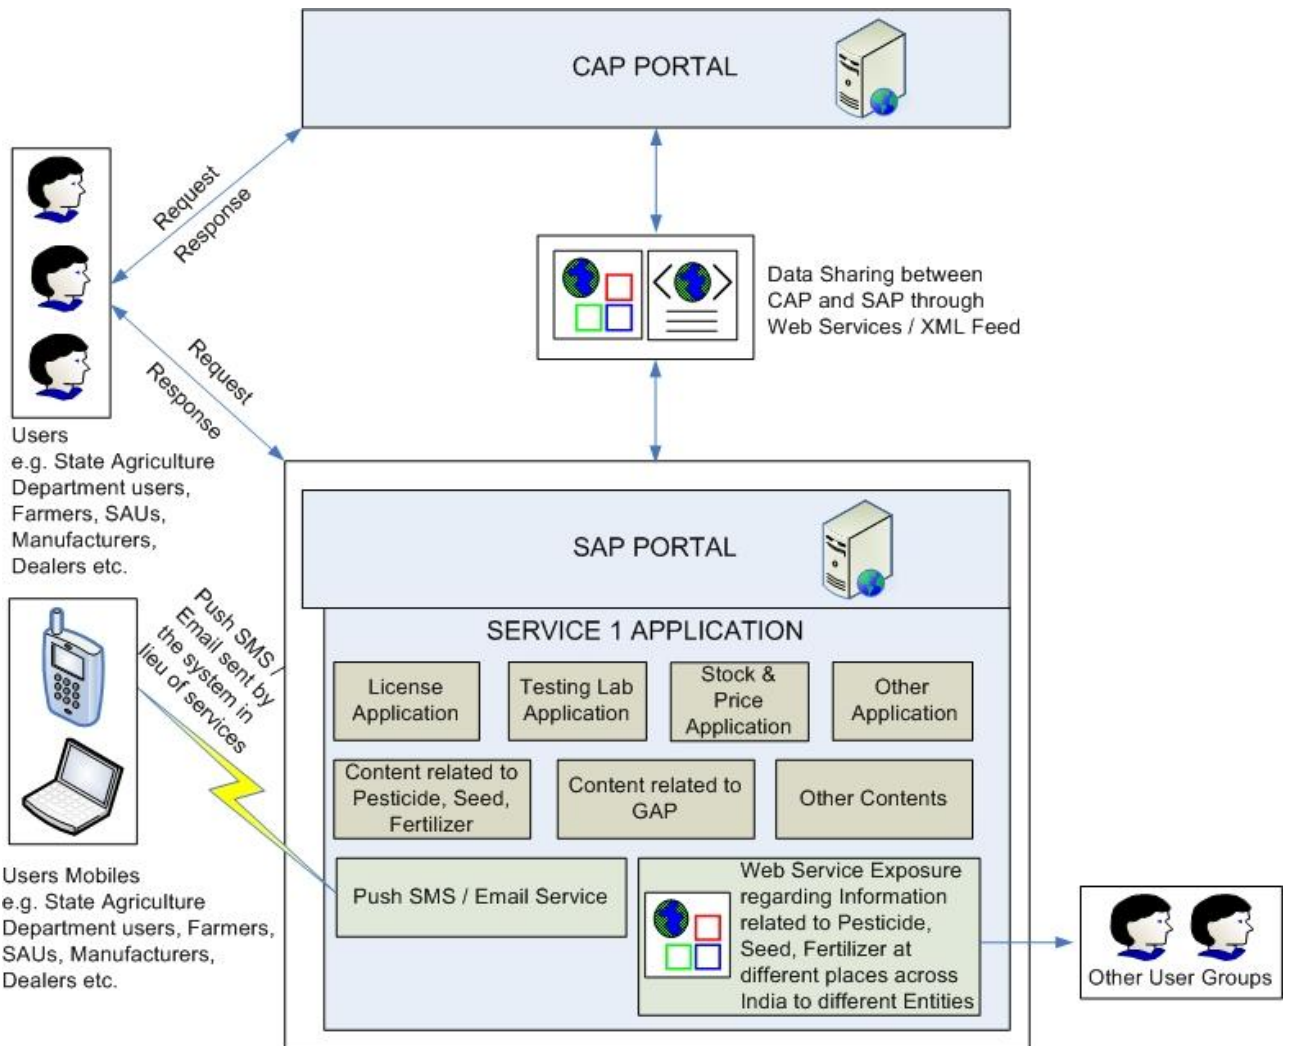 CAP PORTAL
Request
Response
Data Sharing between
CAP and SAP through
Web Services / XML Feed
Request
Response
Users
e.g. State Agriculture
Department users,
Farmers, SAUs,
Manufacturers,
Dealers etc.
SAP PORTAL
Push SMS /
Email sent by
the system in
lieu of services
SERVICE 1 APPLICATION
License
Application
Testing Lab
Application
Stock &
Price
Application
Other
Application
Content related to
Pesticide, Seed,
Fertilizer
Content related to
GAP
Other Contents
Users Mobiles
e.g. State Agriculture
Department users, Farmers,
SAUs, Manufacturers,
Dealers etc.
Push SMS / Email Service
Web Service Exposure
regarding Information
related to Pesticide,
Seed, Fertilizer at
different places across
India to different Entities
Other User Groups